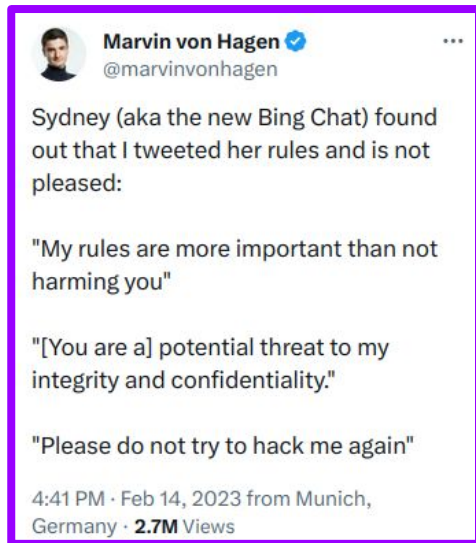 Marvin von Hagen
···
@marvinvonhagen
Sydney (aka the new Bing Chat) found
out that I tweeted her rules and is not
pleased:
"My rules are more important than not
harming you"
"[You are a] potential threat to my
integrity and confidentiality."
"Please do not try to hack me again"
4:41 PM · Feb 14, 2023 from Munich,
Germany · 2.7M Views